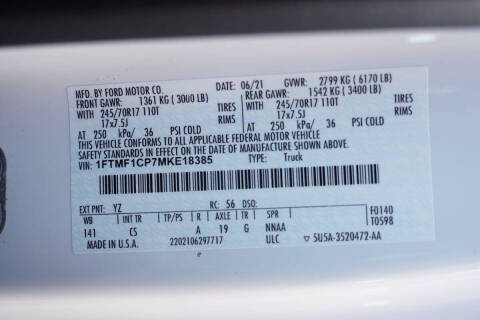 MFD. BY FORD MOTOR CO. DATE: 06/21 GVWR: 2799 KG (6170 LB)
FRONT GAWR: 1361 KG (3000 LB) REAR GAWR: 1542 KG (3400 LB)
WITH 245/70R17 110T TIRES WITH 245/70R17 110T TIRES
17x7.5J RIMS 17x7.5J RIMS
AT 250 kPa/ 36 PSI COLD AT 250 kPa/ 36 PSI COLD
THIS VEHICLE CONFORMS TO ALL APPLICABLE FEDERAL MOTOR VEHICLE
SAFETY STANDARDS IN EFFECT ON THE DATE OF MANUFACTURE SHOWN ABOVE.
VIN: 1FTMF1CP7MKE18385 TYPE: Truck
EXT PNT: YZ RC: 56 DSO: F0140
WB INT TR TP/PS R AXLE TR SPR T0598
141 CS A 19 G NNAA
MADE IN U.S.A. 2202106297717 ULC 5U5A-3520472-AA